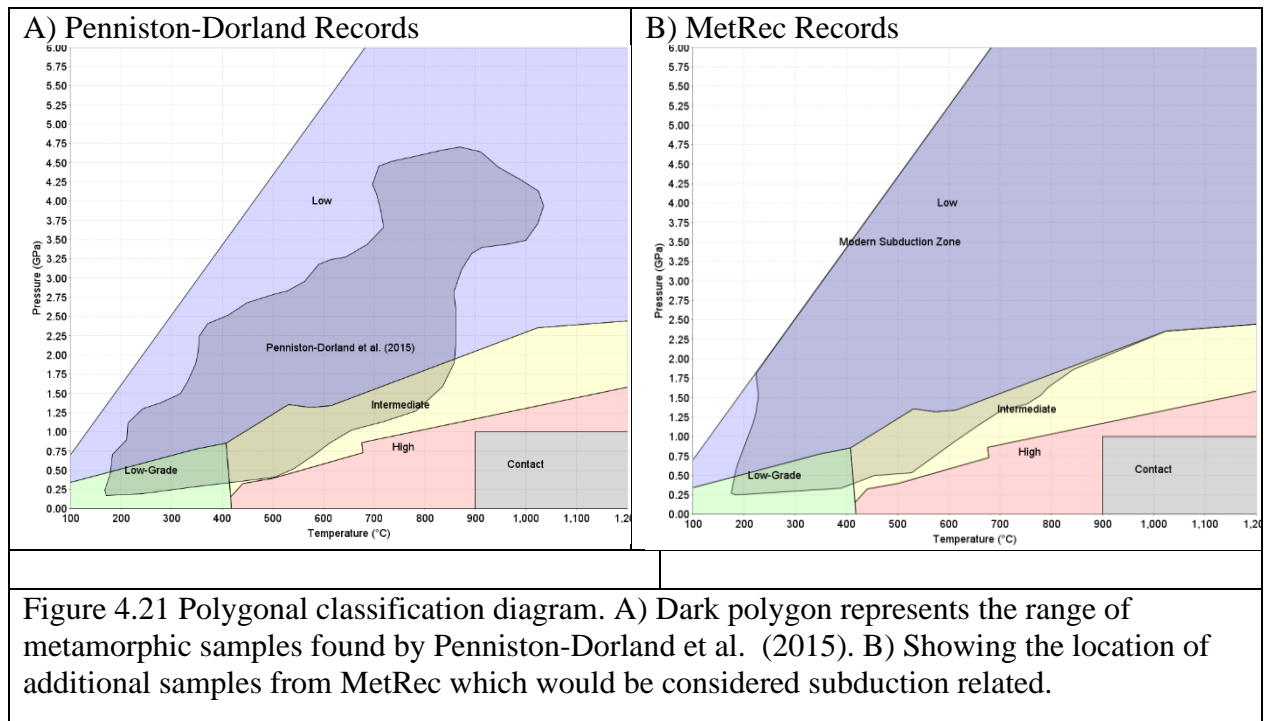 A) Penniston-Dorland Records
6.00
5.75
5.50
5.25
5.00
4.75
4.50
4.25
4.00
3.75
3.50
3.25
3.00
2.75
2.50
2.25
2.00
1.75
1.50
1.25
1.00
0.75
0.50
0.25
0.00
Pressure (GPa)
Low
Penniston-Dorland et al. (2015)
Intermediate
High
Low-Grade
Contact
100 200 300 400 500 600 700 800 900 1,000 1,100 1,20
Temperature (°C)
B) MetRec Records
6.00
5.75
5.50
5.25
5.00
4.75
4.50
4.25
4.00
3.75
3.50
3.25
3.00
2.75
2.50
2.25
2.00
1.75
1.50
1.25
1.00
0.75
0.50
0.25
0.00
Pressure (GPa)
Low
Modern Subduction Zone
Intermediate
High
Low-Grade
Contact
100 200 300 400 500 600 700 800 900 1,000 1,100 1,20
Temperature (°C)
Figure 4.21 Polygonal classification diagram. A) Dark polygon represents the range of
metamorphic samples found by Penniston-Dorland et al. (2015). B) Showing the location of
additional samples from MetRec which would be considered subduction related.